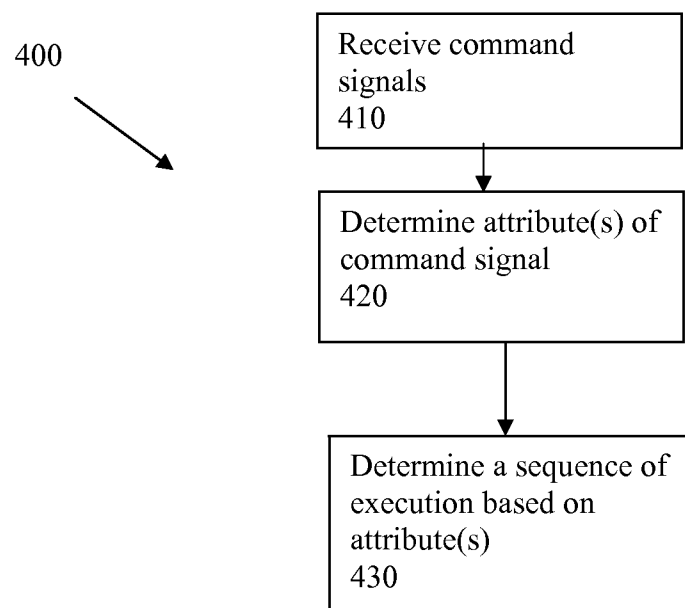 400
Receive command
signals
410
Determine attribute(s) of
command signal
420
Determine a sequence of
execution based on
attribute(s)
430